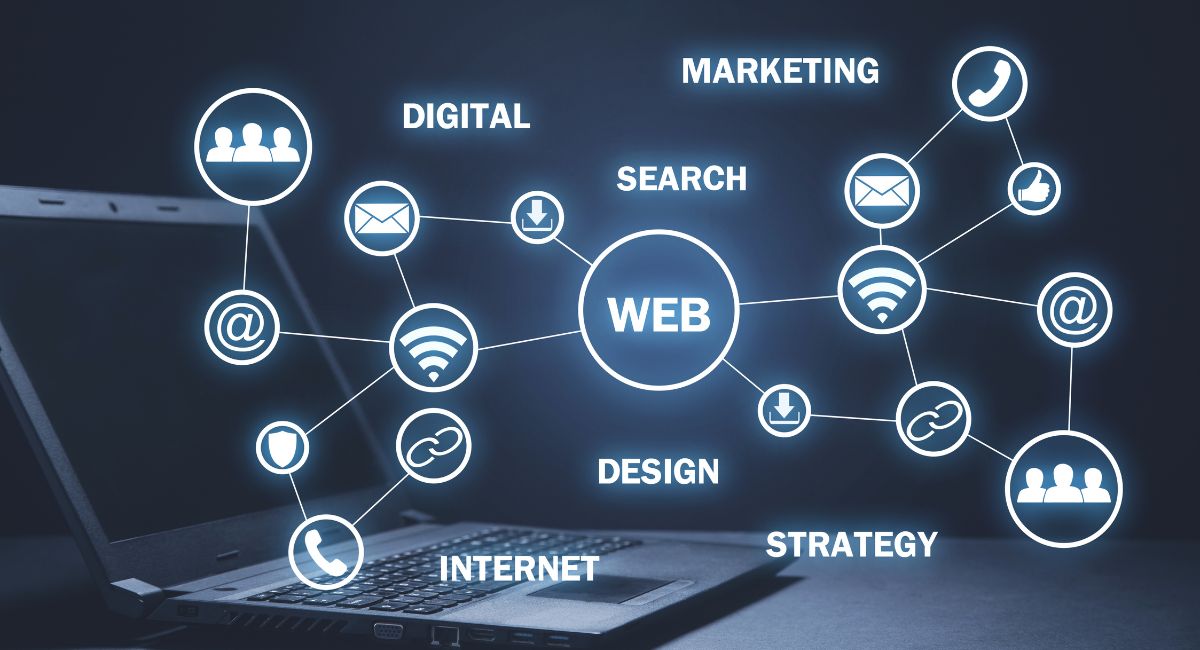 MARKETING
DIGITAL
SEARCH
WEB
DESIGN
STRATEGY
INTERNET